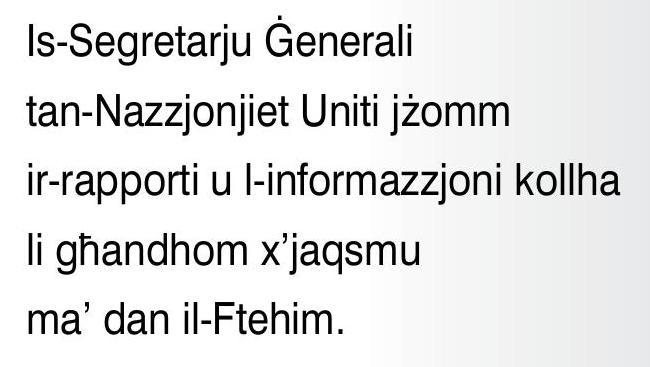 Is-Segretarju Ġenerali
tan-Nazzjonjiet Uniti jżomm
ir-rapporti u l-informazzjoni kollha
li għandhom x’jaqsmu
ma’ dan il-Ftehim.